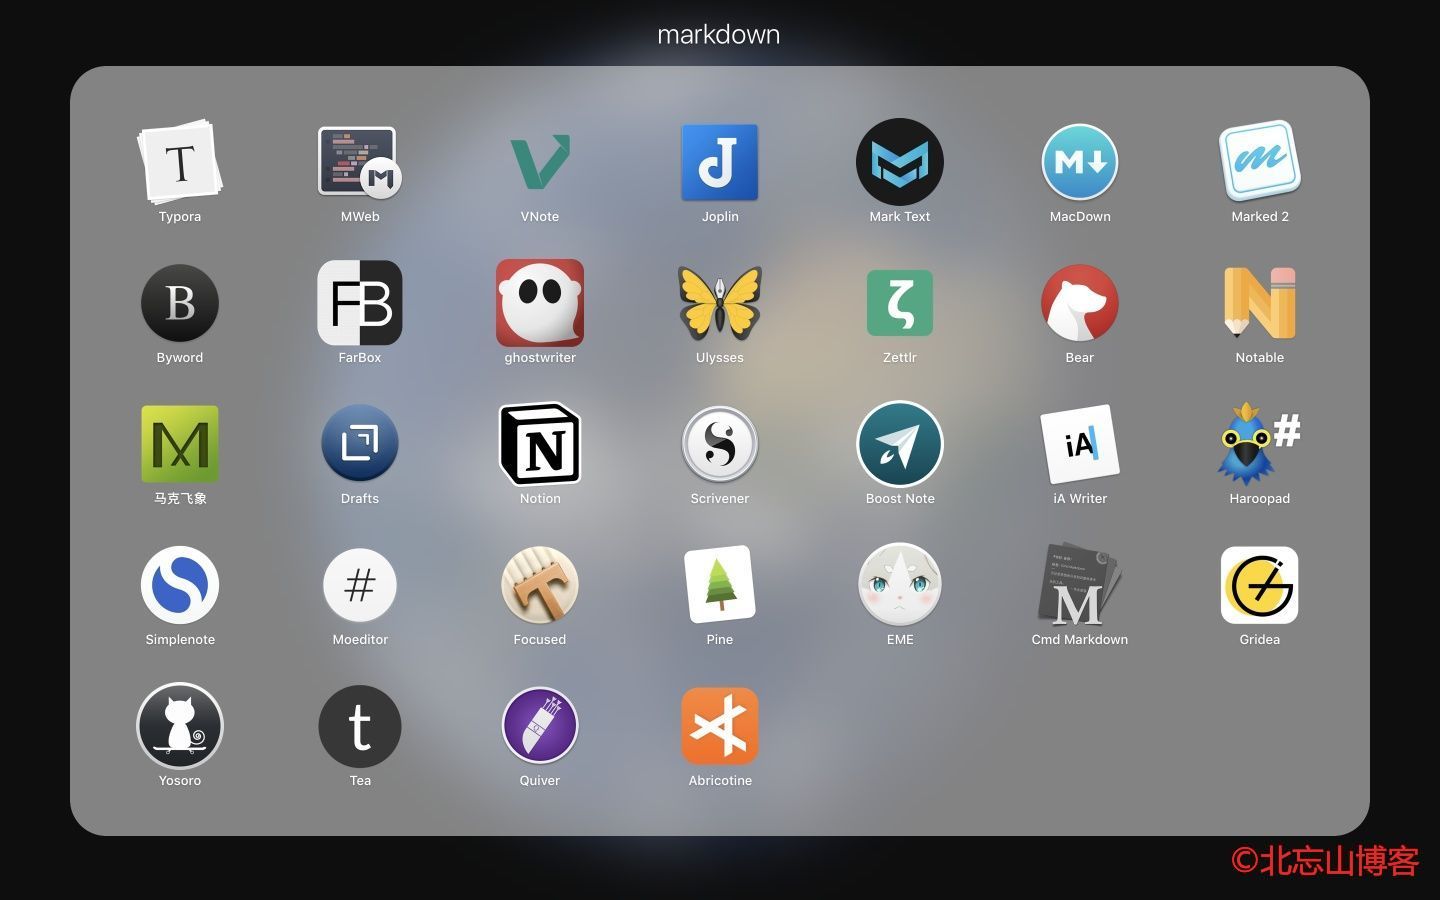 markdown
Typora
MWeb
VNote
Joplin
Mark Text
MacDown
Marked 2
Byword
FarBox
ghostwriter
Ulysses
Zettlr
Bear
Notable
马克飞象
Drafts
Notion
Scrivener
Boost Note
iA Writer
Haroopad
Simplenote
Moeditor
Focused
Pine
EME
Cmd Markdown
Gridea
Yosoro
Tea
Quiver
Abricotine
©北忘山博客